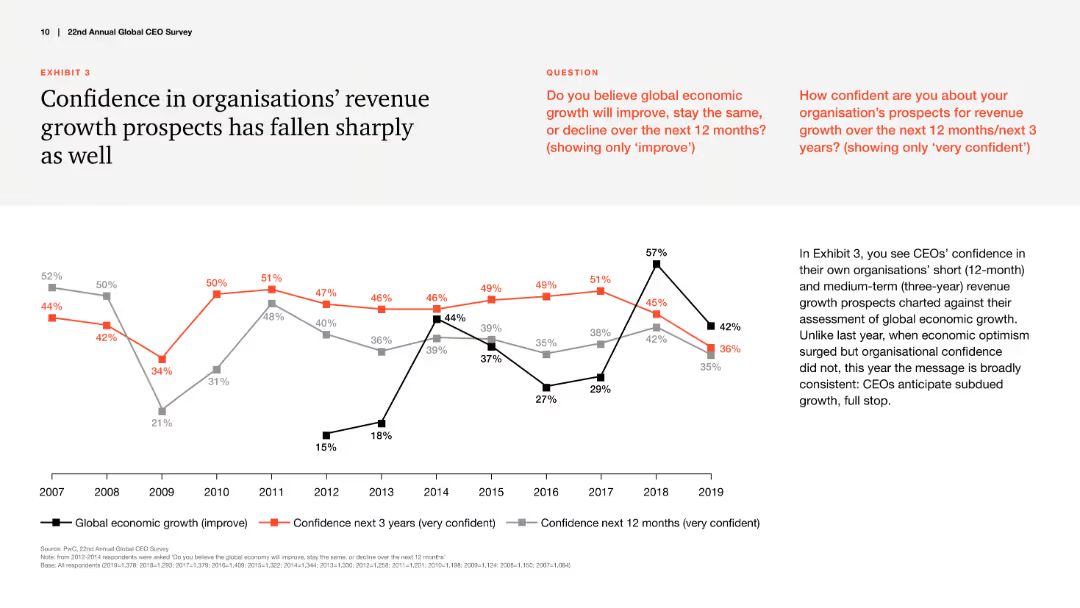 10 | 22nd Annual Global CEO Survey
EXHIBIT 3
Confidence in organisations' revenue
growth prospects has fallen sharply
as well
QUESTION
Do you believe global economic
growth will improve, stay the same,
or decline over the next 12 months?
(showing only 'improve')
How confident are you about your
organisation's prospects for revenue
growth over the next 12 months/next 3
years? (showing only 'very confident')
52%
50%
21%
31%
48%
40%
36%
39%
39%
35%
38%
42%
35%
44%
42%
34%
50%
51%
47%
46%
46%
49%
49%
51%
45%
36%
15%
18%
44%
37%
27%
29%
57%
42%
2007 2008 2009 2010 2011 2012 2013 2014 2015 2016 2017 2018 2019
Global economic growth (improve) Confidence next 3 years (very confident) Confidence next 12 months (very confident)
In Exhibit 3, you see CEOs' confidence in
their own organisations' short (12-month)
and medium-term (three-year) revenue
growth prospects charted against their
assessment of global economic growth.
Unlike last year, when economic optimism
surged but organisational confidence
did not, this year the message is broadly
consistent: CEOs anticipate subdued
growth, full stop.
Source: PwC, 22nd Annual Global CEO Survey
Note: from 2012-2014 respondents were asked 'Do you believe the global economy will improve, stay the same, or decline over the next 12 months'
Base: All respondents (2019=1,378; 2018=1,293; 2017=1,379; 2016=1,409; 2015=1,322; 2014=1,344; 2013=1,330; 2012=1,258; 2011=1,201; 2010=1,198; 2009=1,124; 2008=1,150; 2007=1,084)